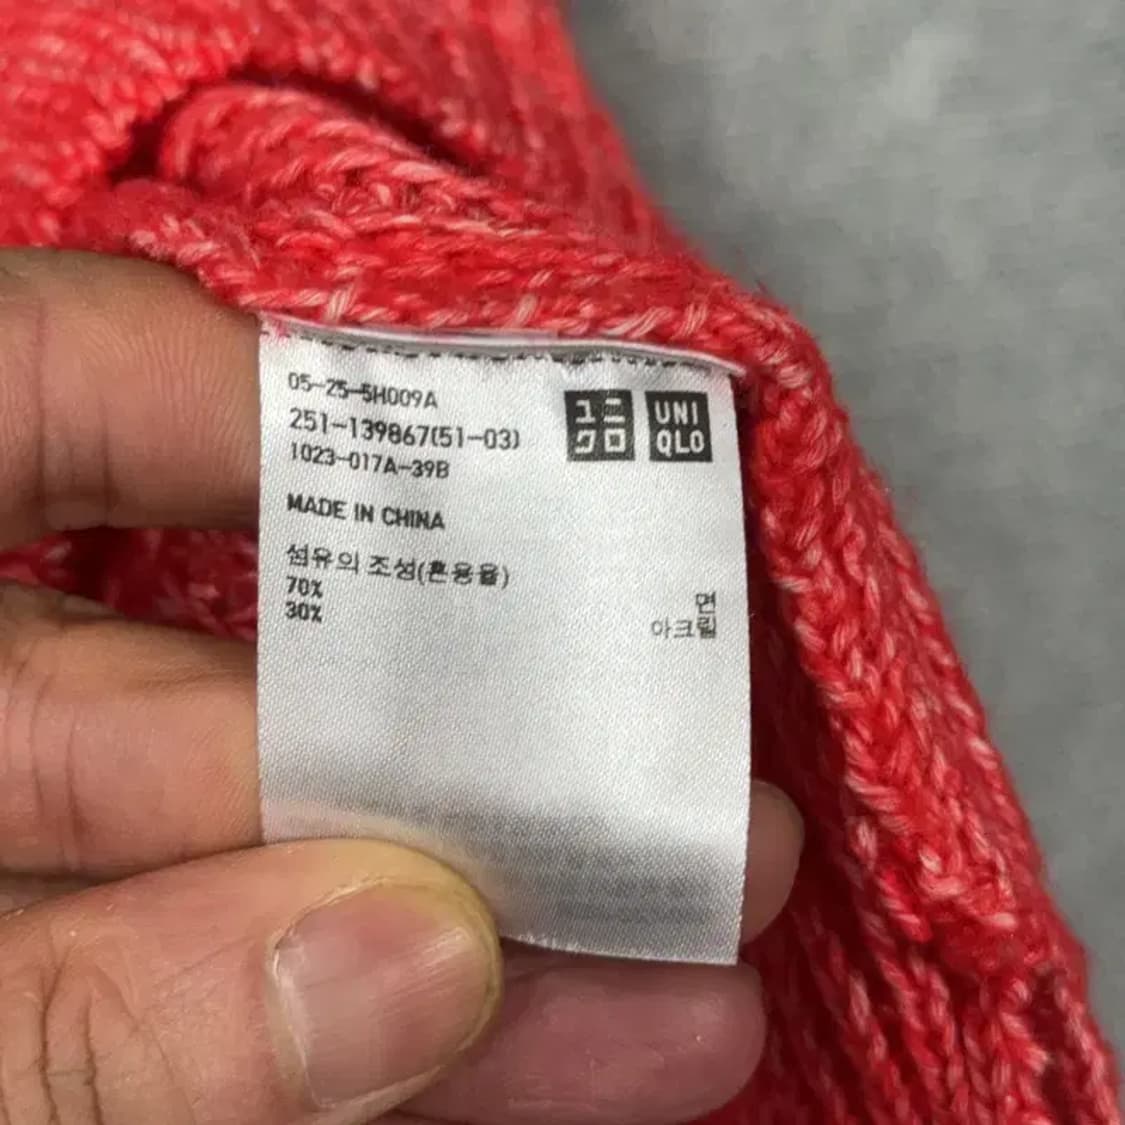 05-25-5H009A
251-139867(51-03)
1023-017A-39B
ユニ
クロ
UNI
QLO
MADE IN CHINA
섬유의 조성(혼용율)
70% 면
30% 아크릴